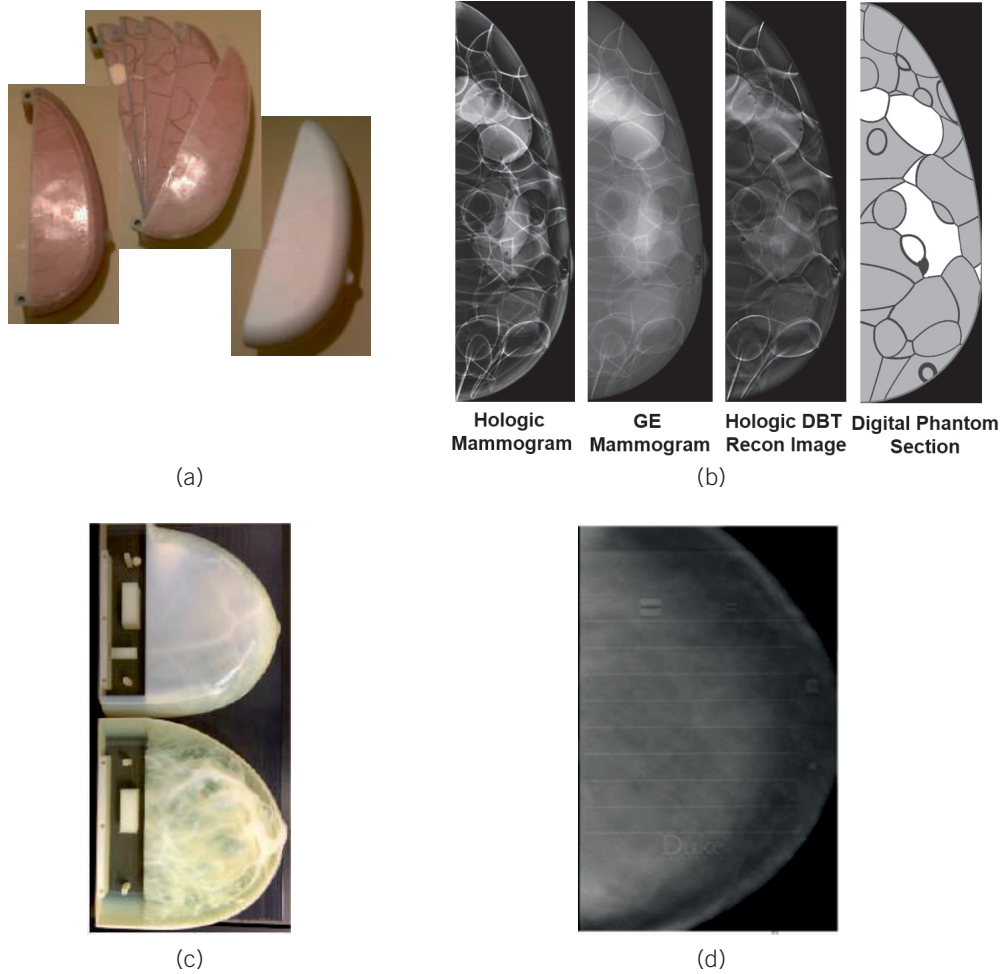 Hologic
Mammogram
GE
Mammogram
Hologic DBT
Recon Image
Digital Phantom
Section
(a)
(b)
Duke
(c)
(d)